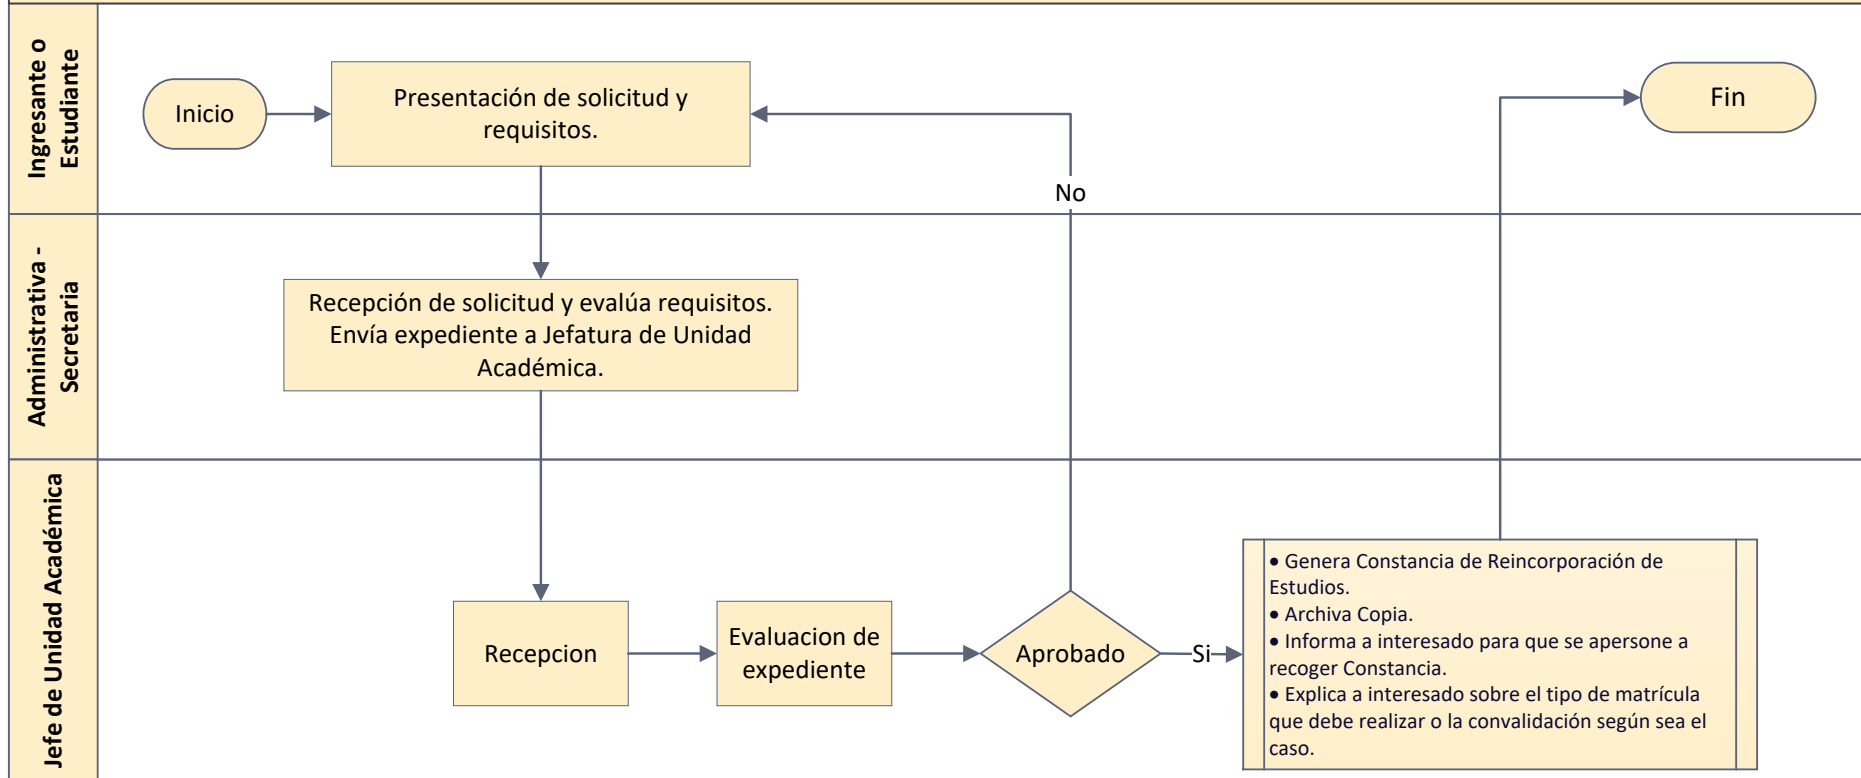 Ingresante o
Estudiante
Inicio
Presentación de solicitud y
requisitos.
Fin
No
Administrativa -
Secretaria
Recepción de solicitud y evalúa requisitos.
Envía expediente a Jefatura de Unidad
Académica.
Jefe de Unidad Académica
Recepcion
Evaluacion de
expediente
Aprobado
Si
• Genera Constancia de Reincorporación de
Estudios.
• Archiva Copia.
• Informa a interesado para que se apersone a
recoger Constancia.
• Explica a interesado sobre el tipo de matrícula
que debe realizar o la convalidación según sea el
caso.